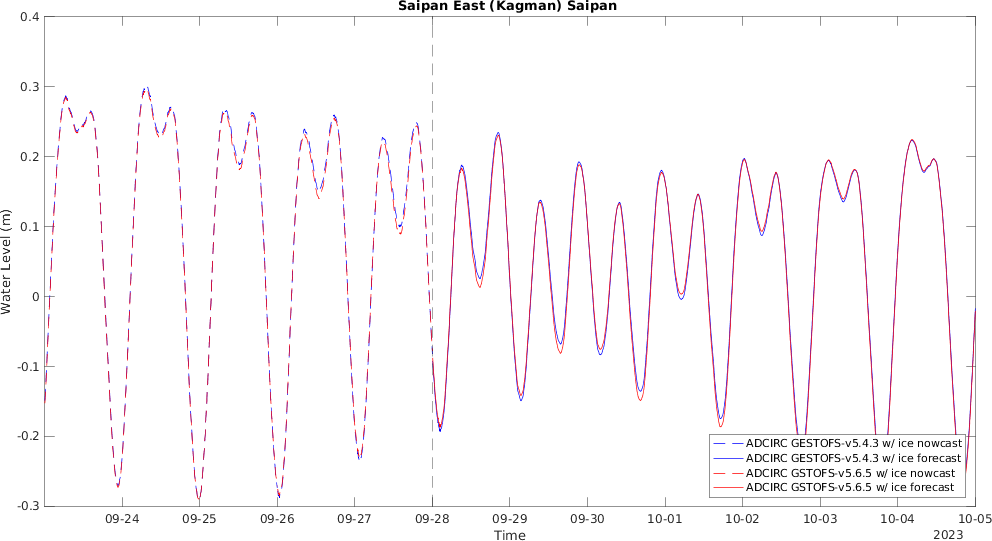 Saipan East (Kagman) Saipan
0.4
0.3
0.2
0.1
0
-0.1
-0.2
-0.3
Water Level (m)
ADCIRC GESTOFS-v5.4.3 w/ ice nowcast
ADCIRC GESTOFS-v5.4.3 w/ ice forecast
ADCIRC GSTOFS-v5.6.5 w/ ice nowcast
ADCIRC GSTOFS-v5.6.5 w/ ice forecast
09-24 09-25 09-26 09-27 09-28 09-29 09-30 10-01 10-02 10-03 10-04 10-05
Time
2023